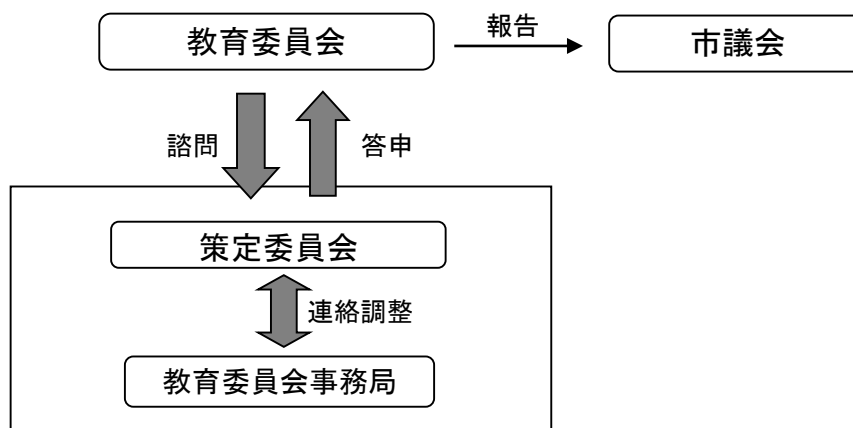 教育委員会
報告
市議会
諮問
答申
策定委員会
連絡調整
教育委員会事務局